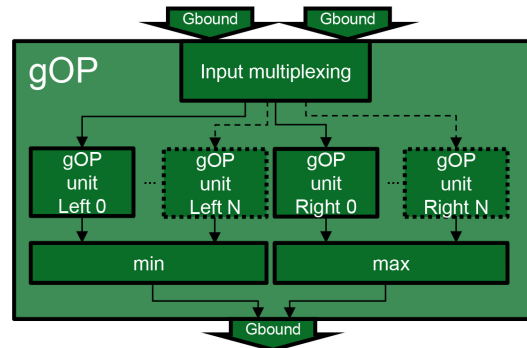 Gbound
Gbound
gOP
Input multiplexing
gOP
unit
Left 0
...
gOP
unit
Left N
gOP
unit
Right 0
...
gOP
unit
Right N
min
max
Gbound